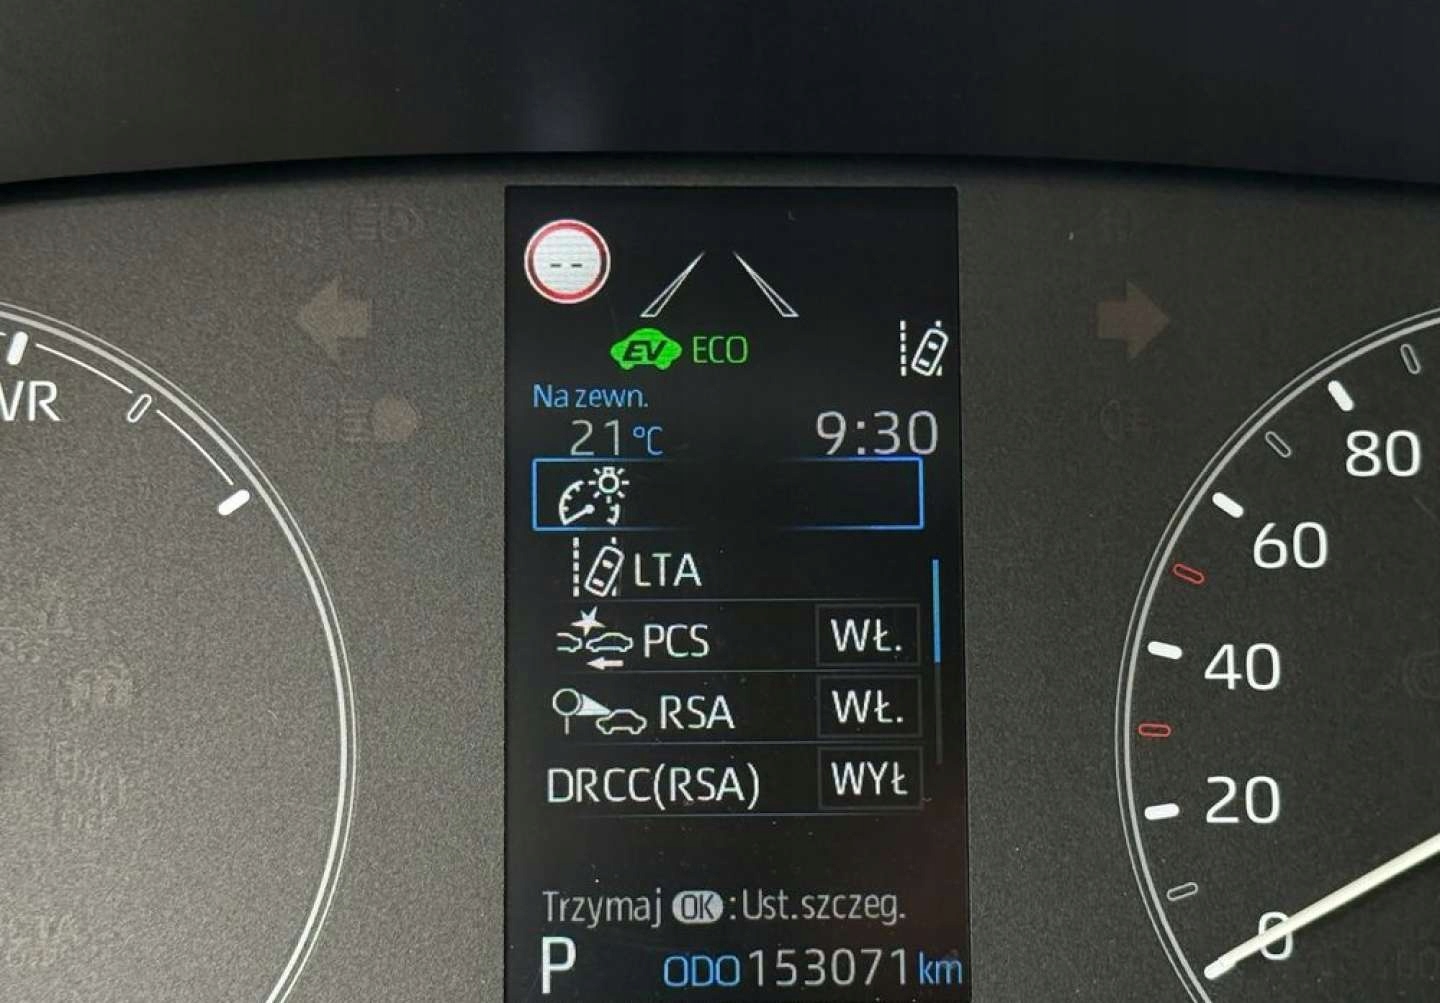 --
EV ECO
Na zewn.
21°C 9:30
LTA
PCS WŁ.
RSA WŁ.
DRCC(RSA) WYŁ
Trzymaj OK:Ust.szczeg.
P ODO 153071 km
80
60
40
20
0